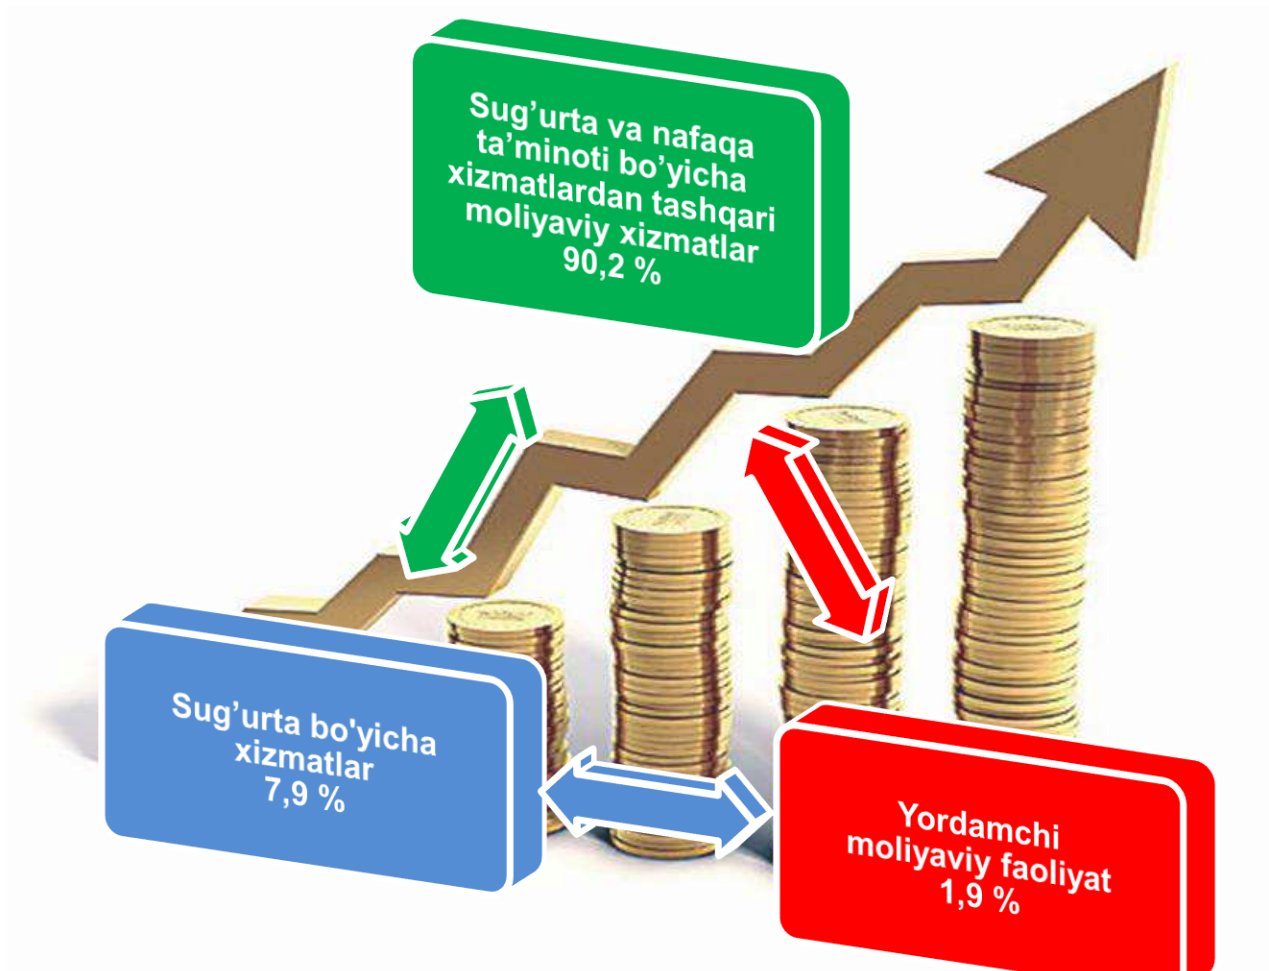 Sug’urta va nafaqa
ta’minoti bo’yicha
xizmatlardan tashqari
moliyaviy xizmatlar
90,2 %
Sug’urta bo'yicha
xizmatlar
7,9 %
Yordamchi
moliyaviy faoliyat
1,9 %